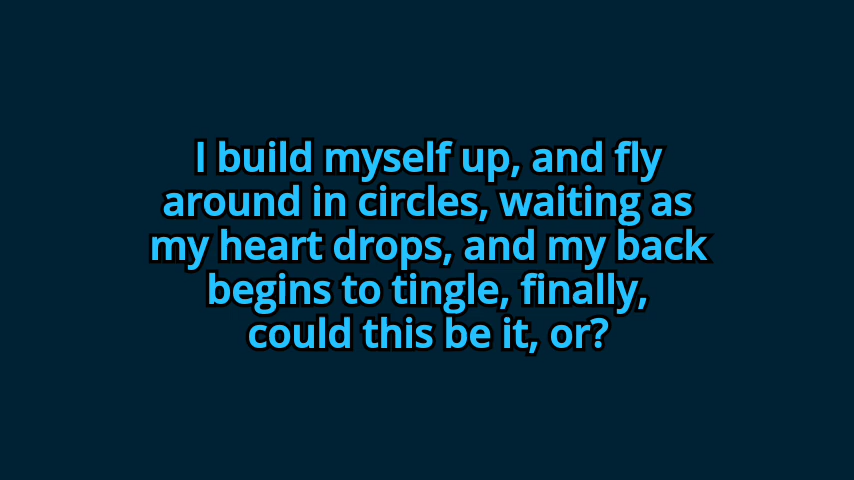 I build myself up, and fly
around in circles, waiting as
my heart drops, and my back
begins to tingle, finally,
could this be it, or?